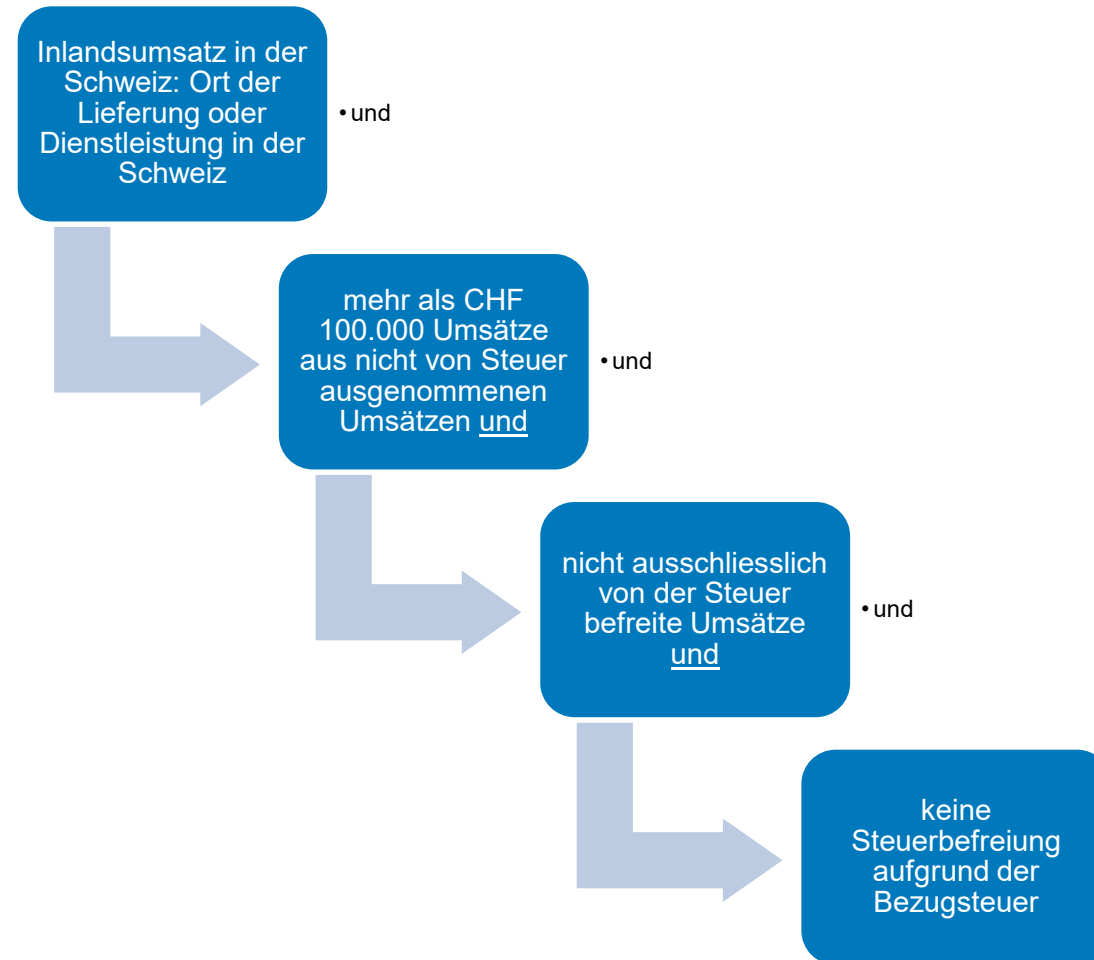 Inlandsumsatz in der
Schweiz: Ort der
Lieferung oder
Dienstleistung in der
Schweiz
• und
mehr als CHF
100.000 Umsätze
aus nicht von Steuer
ausgenommenen
Umsätzen und
• und
nicht ausschliesslich
von der Steuer
befreite Umsätze
und
• und
keine
Steuerbefreiung
aufgrund der
Bezugsteuer